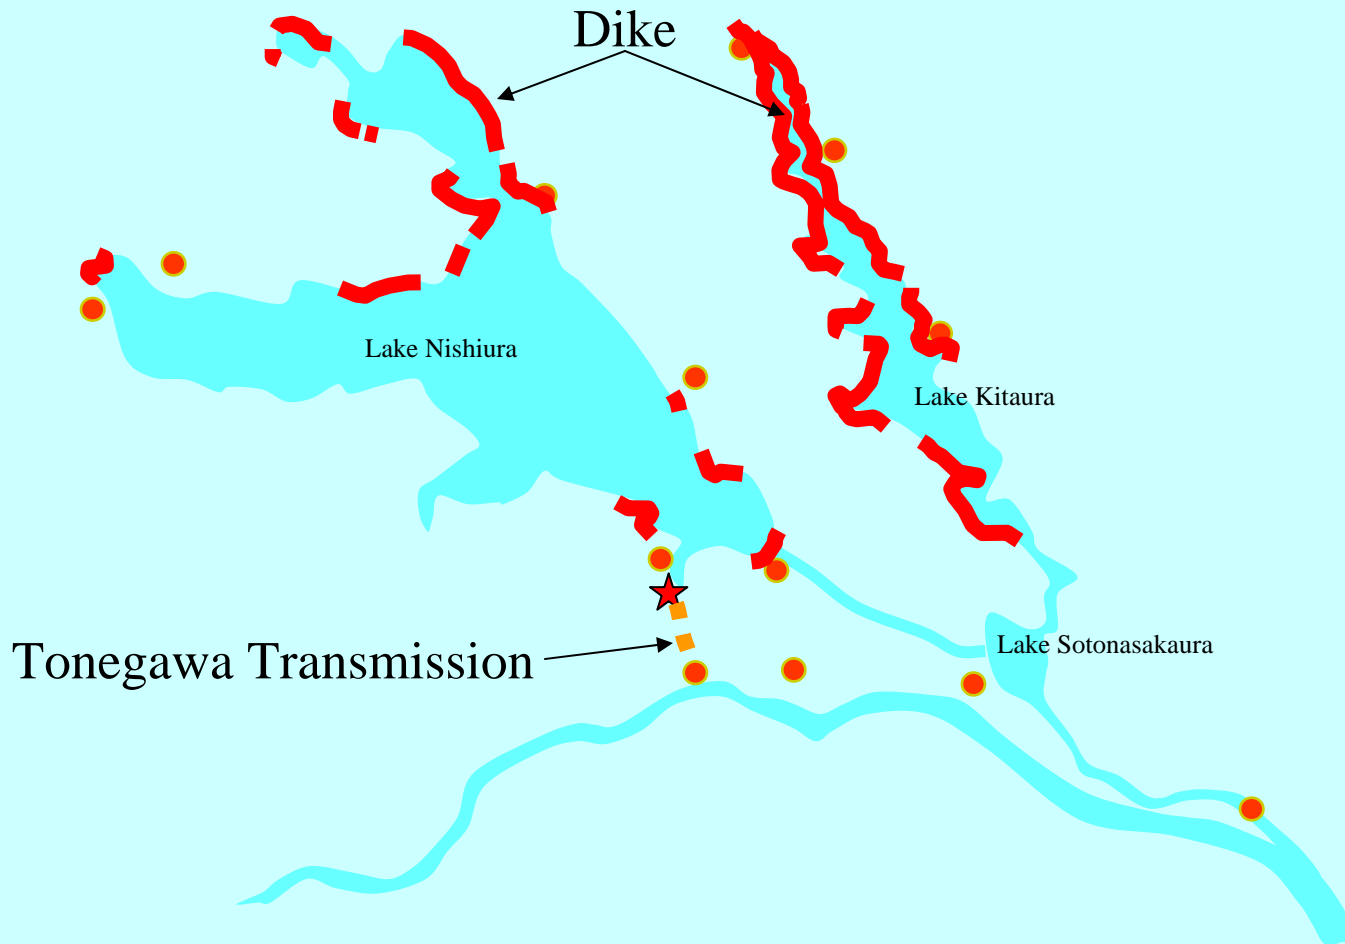 Dike
Lake Nishiura
Lake Kitaura
Lake Sotonasakaura
Tonegawa Transmission